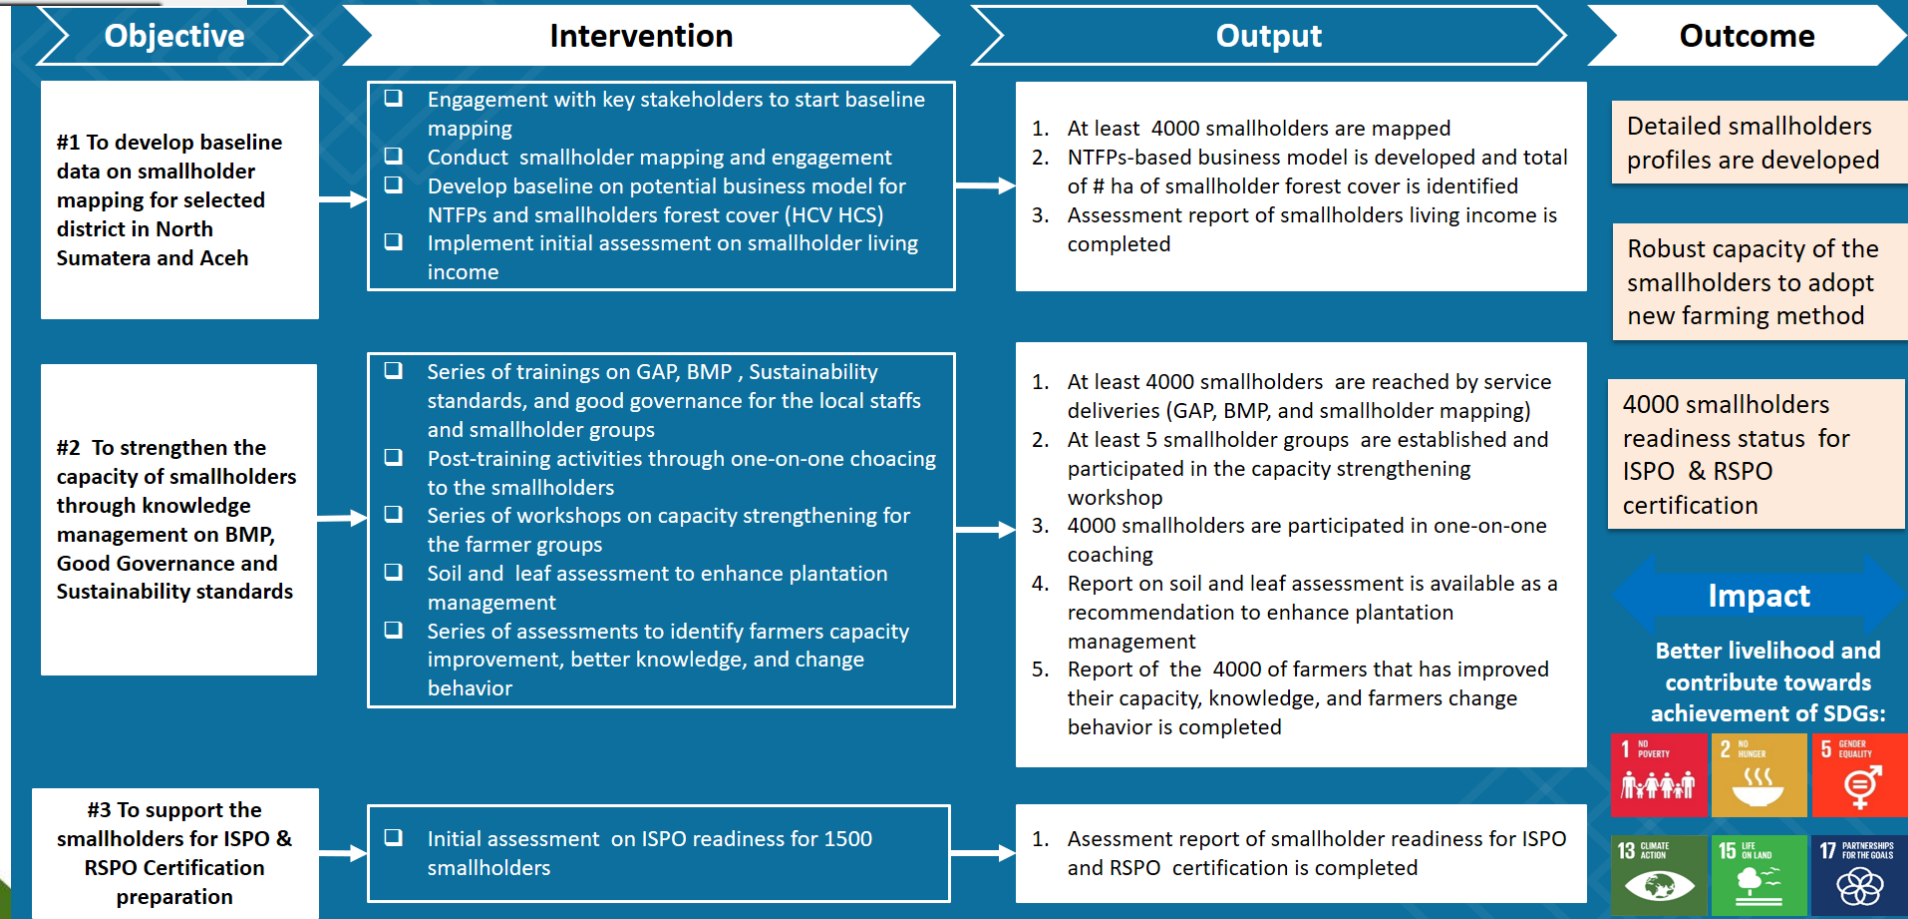 Objective
Intervention
Output
Outcome
#1 To develop baseline
data on smallholder
mapping for selected
district in North
Sumatera and Aceh
❑ Engagement with key stakeholders to start baseline
mapping
❑ Conduct smallholder mapping and engagement
❑ Develop baseline on potential business model for
NTFPs and smallholders forest cover (HCV HCS)
❑ Implement initial assessment on smallholder living
income
1. At least 4000 smallholders are mapped
2. NTFPs-based business model is developed and total
of # ha of smallholder forest cover is identified
3. Assessment report of smallholders living income is
completed
#2 To strengthen the
capacity of smallholders
through knowledge
management on BMP,
Good Governance and
Sustainability standards
❑ Series of trainings on GAP, BMP , Sustainability
standards, and good governance for the local staffs
and smallholder groups
❑ Post-training activities through one-on-one choacing
to the smallholders
❑ Series of workshops on capacity strengthening for
the farmer groups
❑ Soil and leaf assessment to enhance plantation
management
❑ Series of assessments to identify farmers capacity
improvement, better knowledge, and change
behavior
1. At least 4000 smallholders are reached by service
deliveries (GAP, BMP, and smallholder mapping)
2. At least 5 smallholder groups are established and
participated in the capacity strengthening
workshop
3. 4000 smallholders are participated in one-on-one
coaching
4. Report on soil and leaf assessment is available as a
recommendation to enhance plantation
management
5. Report of the 4000 of farmers that has improved
their capacity, knowledge, and farmers change
behavior is completed
#3 To support the
smallholders for ISPO &
RSPO Certification
preparation
❑ Initial assessment on ISPO readiness for 1500
smallholders
1. Asessment report of smallholder readiness for ISPO
and RSPO certification is completed
Detailed smallholders
profiles are developed
Robust capacity of the
smallholders to adopt
new farming method
4000 smallholders
readiness status for
ISPO & RSPO
certification
Impact
Better livelihood and
contribute towards
achievement of SDGs:
1 NO
POVERTY
2 NO
HUNGER
5 GENDER
EQUALITY
13 CLIMATE
ACTION
15 LIFE
ON LAND
17 PARTNERSHIPS
FOR THE GOALS